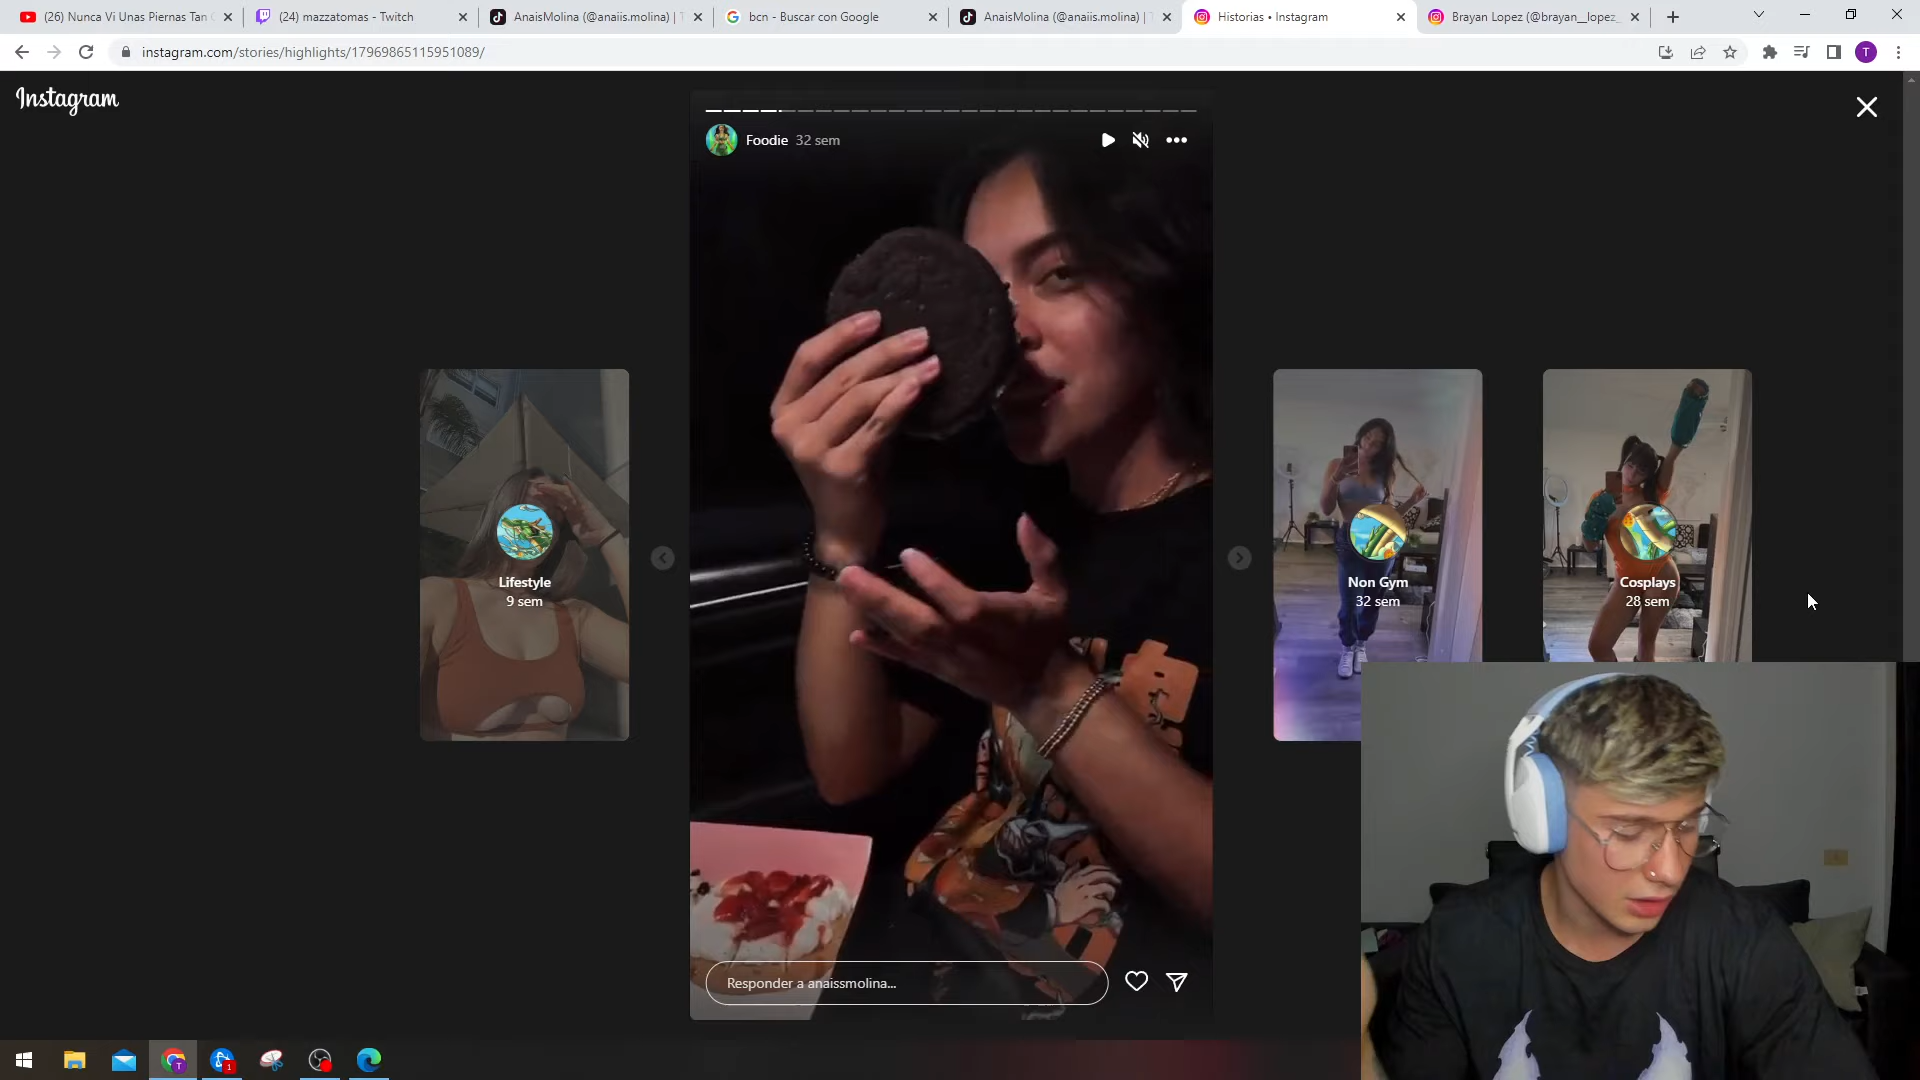 (26) Nunca Vi Unas Piernas Tan
(24) mazzatomas - Twitch
AnaisMolina (@anaiis.molina) |
bcn - Buscar con Google
AnaisMolina (@anaiis.molina) |
Historias • Instagram
Brayan Lopez (@brayan__lopez_
instagram.com/stories/highlights/17969865115951089/
T
Instagram
Foodie 32 sem
Lifestyle
9 sem
Non Gym
32 sem
Cosplays
28 sem
Responder a anaissmolina...
T
1